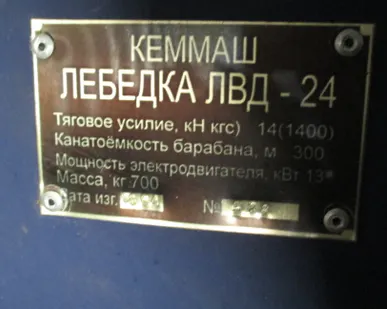 КЕММАШ
ЛЕБЕДКА ЛВД - 24
Тяговое усилие, кН кгс) 14(1400)
Канатоёмкость барабана, м 300
Мощность электродвигателя, кВт 13*
Масса, кг 700
Дата изг.
№